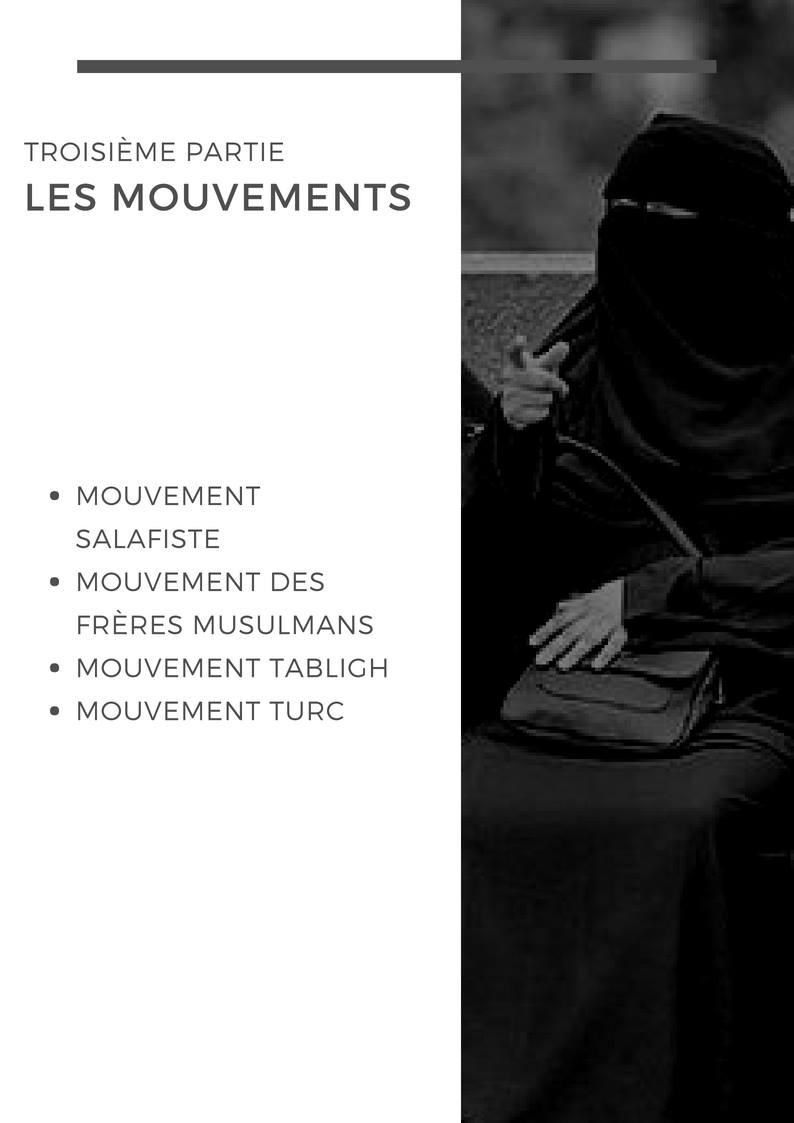 TROISIÈME PARTIE
LES MOUVEMENTS
• MOUVEMENT
SALAFISTE
• MOUVEMENT DES
FRÈRES MUSULMANS
• MOUVEMENT TABLIGH
• MOUVEMENT TURC